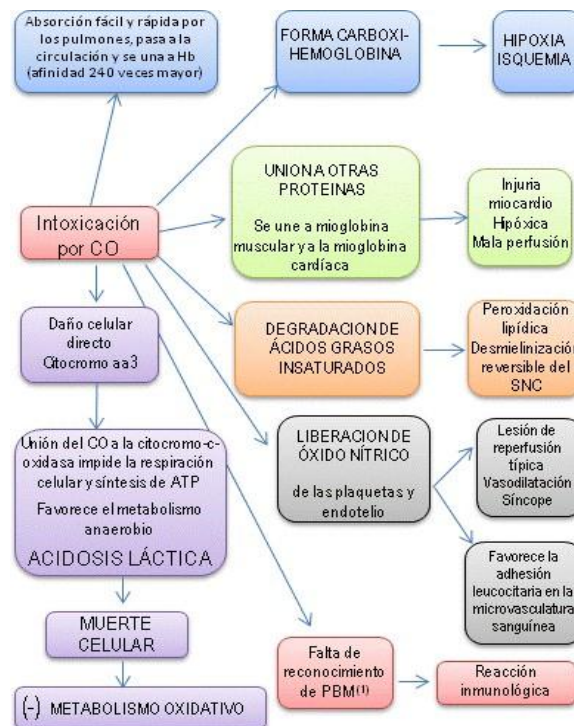 Absorción fácil y rápida por
los pulmones, pasa a la
circulación y se una a Hb
(afinidad 240 veces mayor)
FORMA CARBOXI-
HEMOGLOBINA
HIPOXIA
ISQUEMIA
UNION A OTRAS
PROTEINAS
Se une a mioglobina
muscular y a la mioglobina
cardíaca
Injuria
miocardio
Hipóxica
Mala perfusión
Intoxicación
por CO
Daño celular
directo
Citocromo aa3
DEGRADACION DE
ÁCIDOS GRASOS
INSATURADOS
Peroxidación
lipídica
Desmielinización
reversible del
SNC
Unión del CO a la citocromo-c-
oxidasa impide la respiración
celular y síntesis de ATP
Favorece el metabolismo
anaerobio
ACIDOSIS LÁCTICA
LIBERACION DE
ÓXIDO NÍTRICO
de las plaquetas y
endotelio
Lesión de
reperfusión
típica
Vasodilatación
Síncope
Favorece la
adhesión
leucocitaria en la
microvasculatura
sanguínea
MUERTE
CELULAR
(-) METABOLISMO OXIDATIVO
Falta de
reconocimiento
de PBM(1)
Reacción
inmunológica